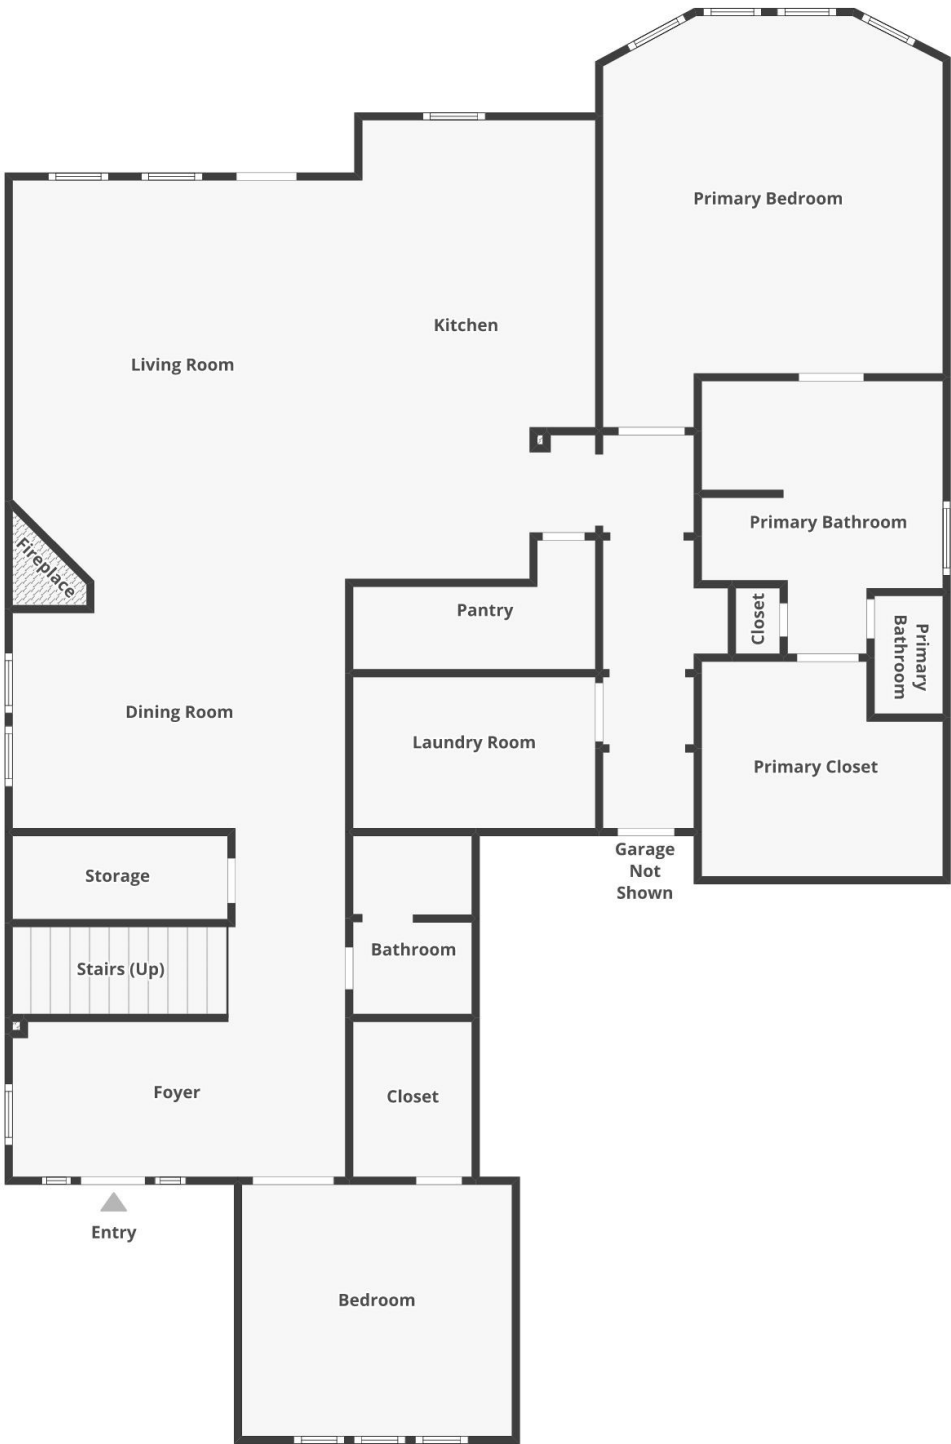 Primary Bedroom
Kitchen
Living Room
Primary Bathroom
Fireplace
Pantry
Closet
Primary
Bathroom
Dining Room
Laundry Room
Primary Closet
Garage
Not
Shown
Storage
Bathroom
Stairs (Up)
Foyer
Closet
Entry
Bedroom